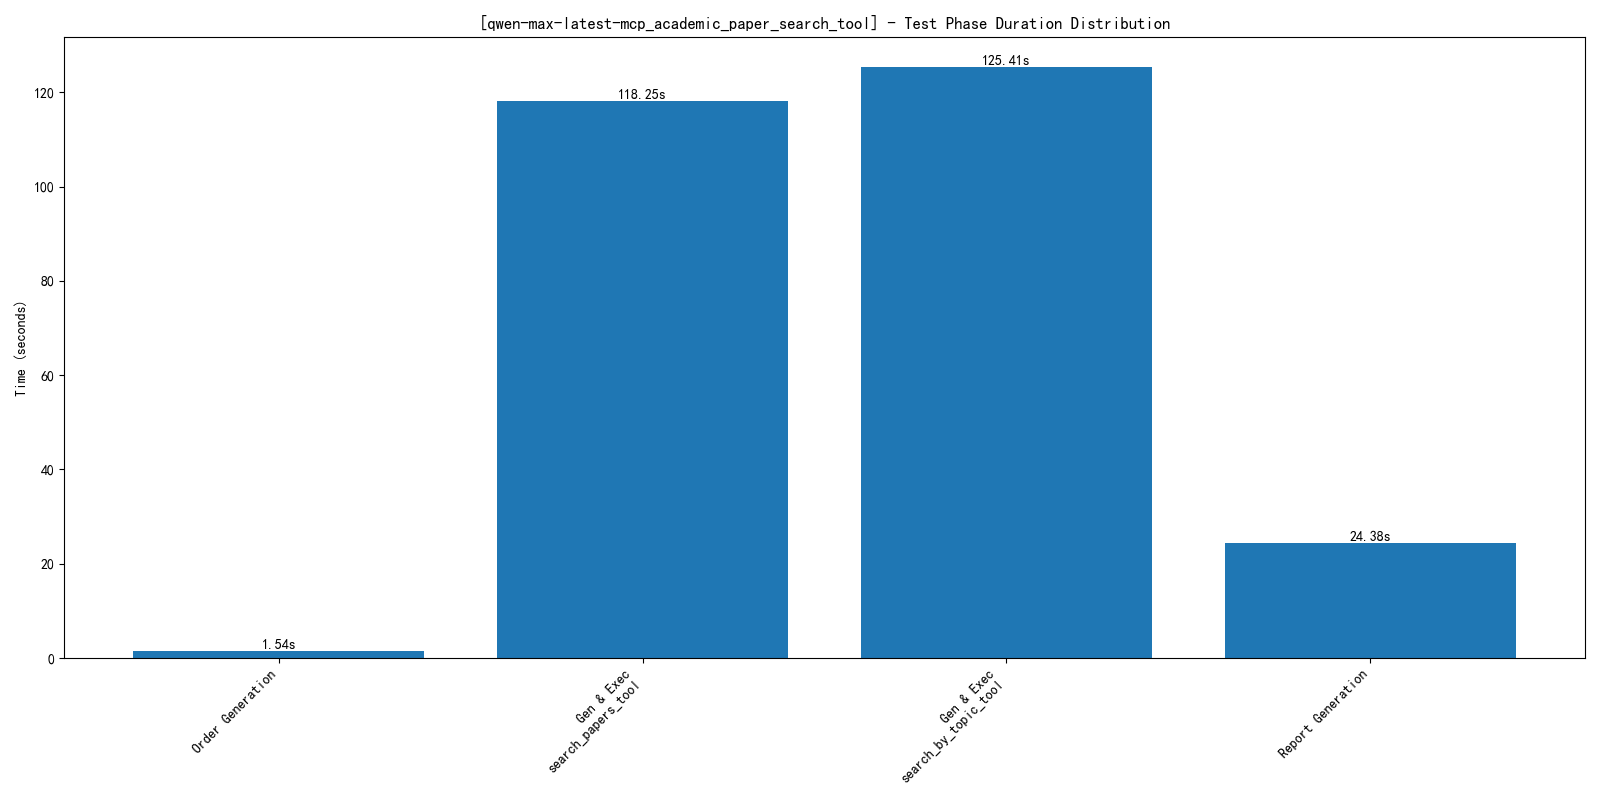 [qwen-max-latest-mcp_academic_paper_search_tool] - Test Phase Duration Distribution
Time (seconds)
120
100
80
60
40
20
0
1.54s
118.25s
125.41s
24.38s
Order Generation
Gen & Exec
search_papers_tool
Gen & Exec
search_by_topic_tool
Report Generation